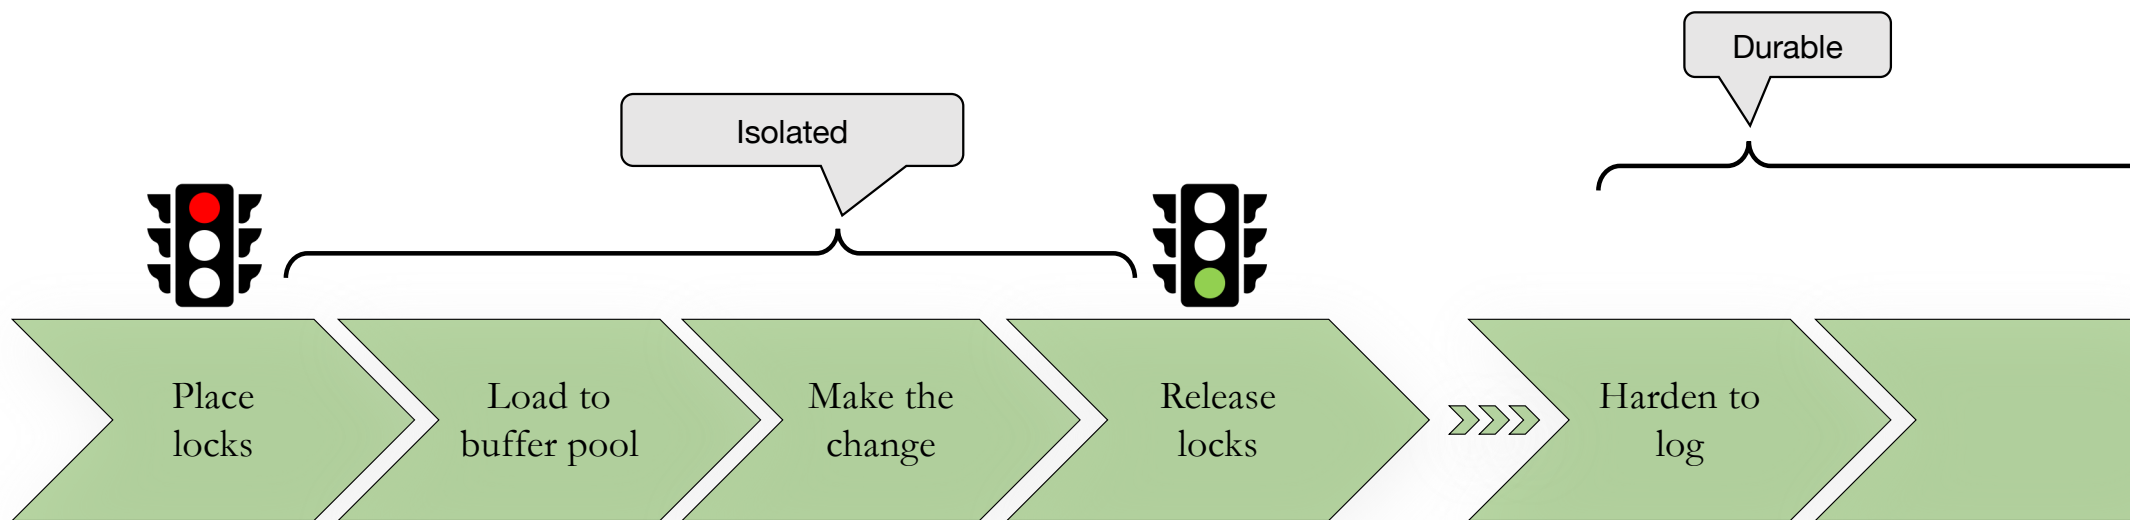 Durable
Isolated
Place
locks
Load to
buffer pool
Make the
change
Release
locks
Harden to
log